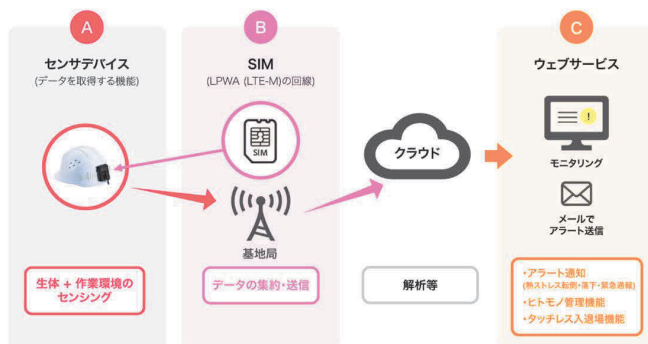 A
センサデバイス
(データを取得する機能)
生体 + 作業環境の
センシング
B
SIM
(LPWA (LTE-M)の回線)
SIM
基地局
データの集約・送信
クラウド
解析等
C
ウェブサービス
!
モニタリング
メールで
アラート送信
・アラート通知
(熱ストレス転倒・落下・緊急通報)
・ヒトモノ管理機能
・タッチレス入退場機能